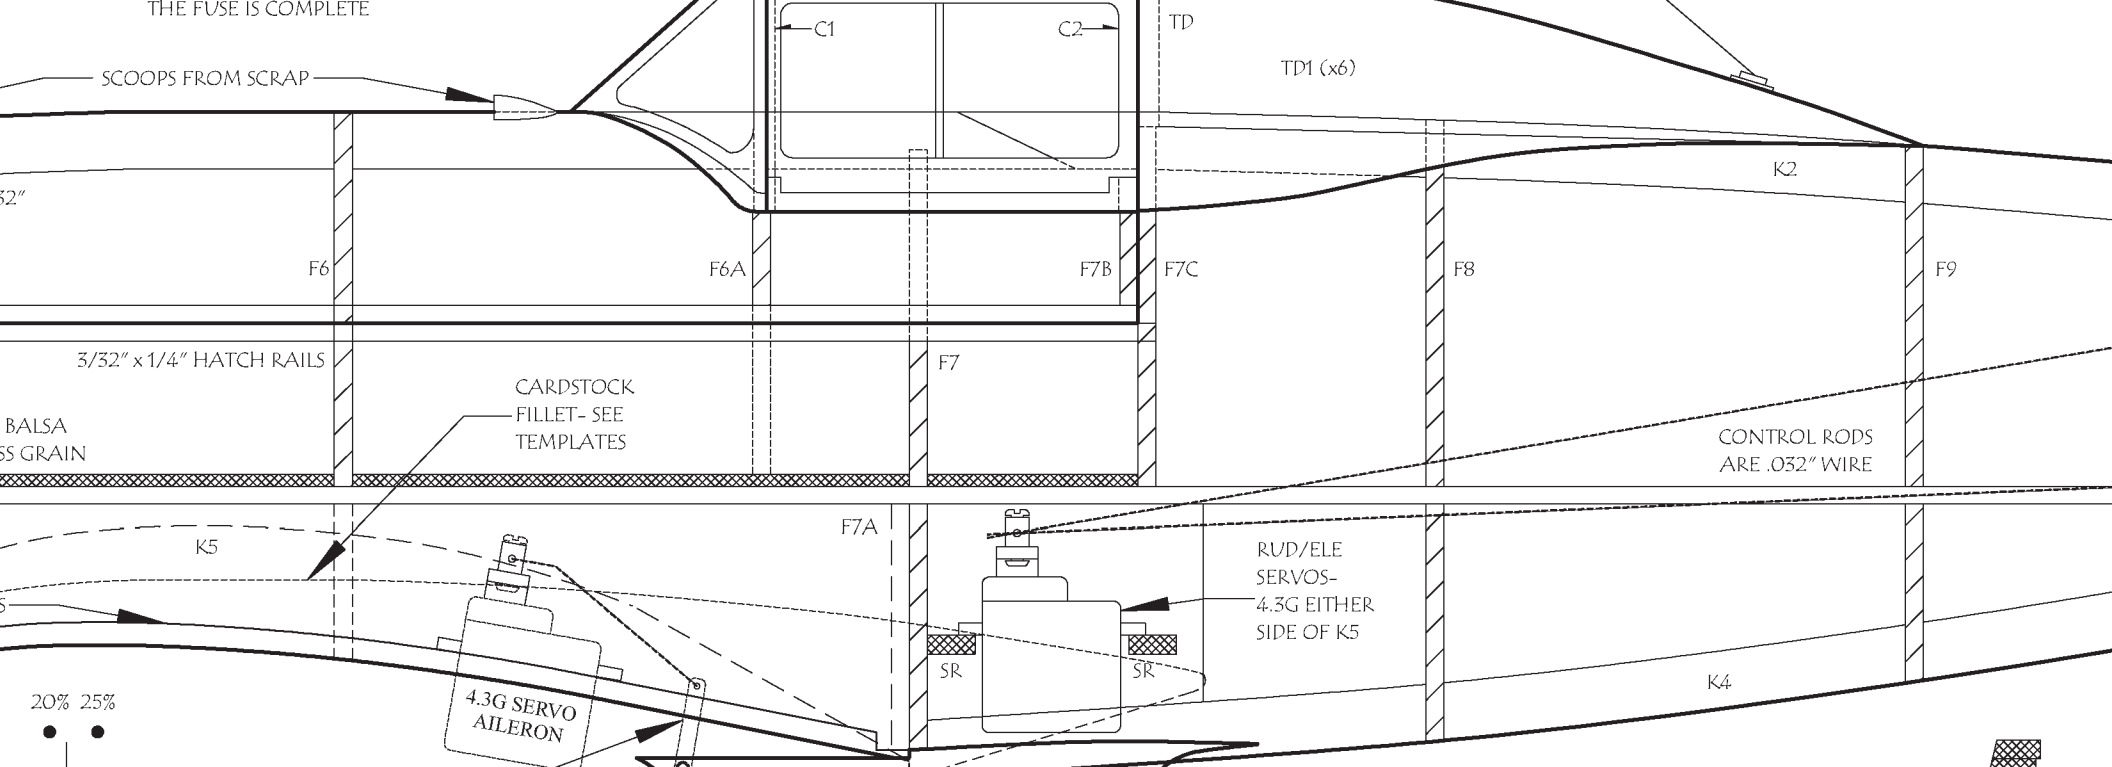 THE FUSE IS COMPLETE
C1
C2
TD
SCOOPS FROM SCRAP
TD1 (x6)
K2
32"
F6
F6A
F7B
F7C
F8
F9
3/32" x 1/4" HATCH RAILS
F7
CARDSTOCK
FILLET- SEE
TEMPLATES
BALSA
SS GRAIN
CONTROL RODS
ARE .032" WIRE
K5
F7A
RUD/ELE
SERVOS-
4.3G EITHER
SIDE OF K5
S
SR
SR
K4
20% 25%
4.3G SERVO
AILERON